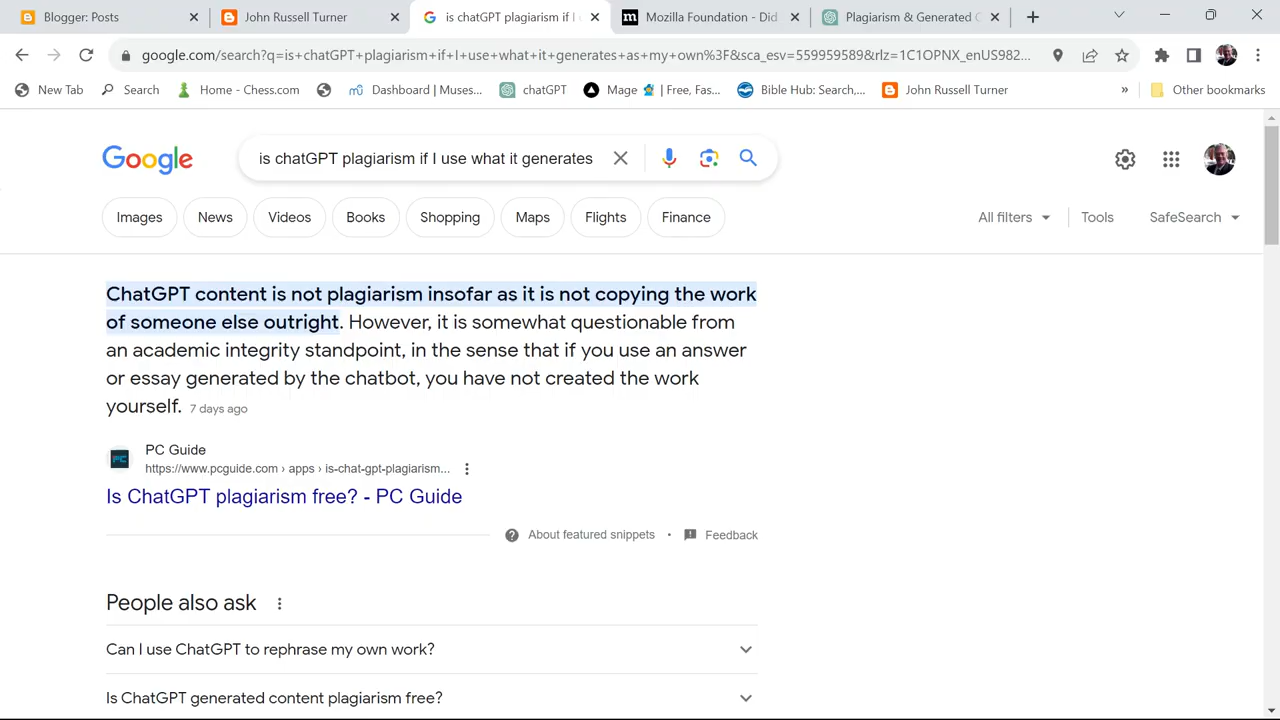 Blogger: Posts
John Russell Turner
is chatGPT plagiarism if I
Mozilla Foundation - Did
Plagiarism & Generated C
google.com/search?q=is+chatGPT+plagiarism+if+I+use+what+it+generates+as+my+own%3F&sca_esv=559959589&rlz=1C1OPNX_enUS982...
New Tab
Search
Home - Chess.com
Dashboard | Muses...
chatGPT
Mage 🧙 | Free, Fas...
Bible Hub: Search,...
John Russell Turner
»
Other bookmarks
Google
is chatGPT plagiarism if I use what it generates
Images
News
Videos
Books
Shopping
Maps
Flights
Finance
All filters
Tools
SafeSearch
ChatGPT content is not plagiarism insofar as it is not copying the work
of someone else outright. However, it is somewhat questionable from
an academic integrity standpoint, in the sense that if you use an answer
or essay generated by the chatbot, you have not created the work
yourself. 7 days ago
PC
PC Guide
https://www.pcguide.com › apps › is-chat-gpt-plagiarism...
Is ChatGPT plagiarism free? - PC Guide
About featured snippets • Feedback
People also ask
Can I use ChatGPT to rephrase my own work?
Is ChatGPT generated content plagiarism free?